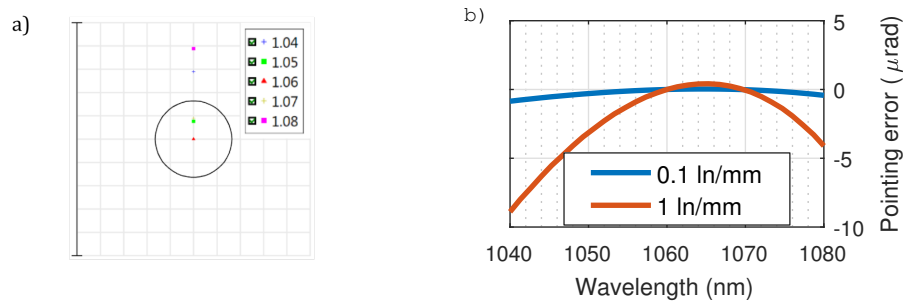 a)
1.04
1.05
1.06
1.07
1.08
b)
5
0
-5
-10
Pointing error ( μrad)
0.1 ln/mm
1 ln/mm
1040 1050 1060 1070 1080
Wavelength (nm)